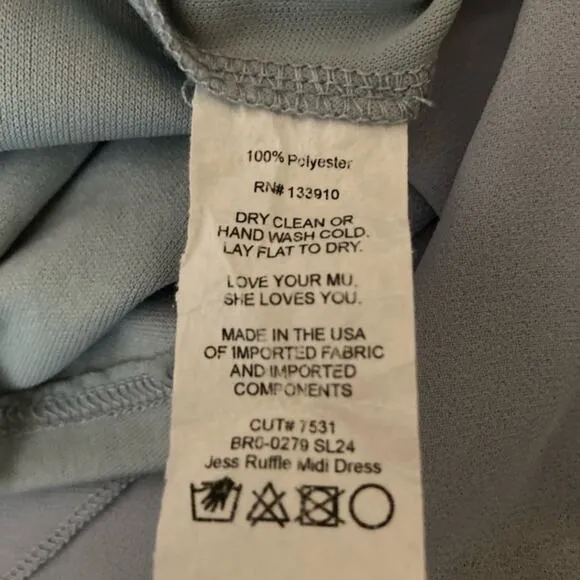 100% Polyester
RN# 133910
DRY CLEAN OR
HAND WASH COLD.
LAY FLAT TO DRY.
LOVE YOUR MU,
SHE LOVES YOU.
MADE IN THE USA
OF IMPORTED FABRIC
AND IMPORTED
COMPONENTS
CUT# 7531
BR0-0279 SL24
Jess Ruffle Midi Dress